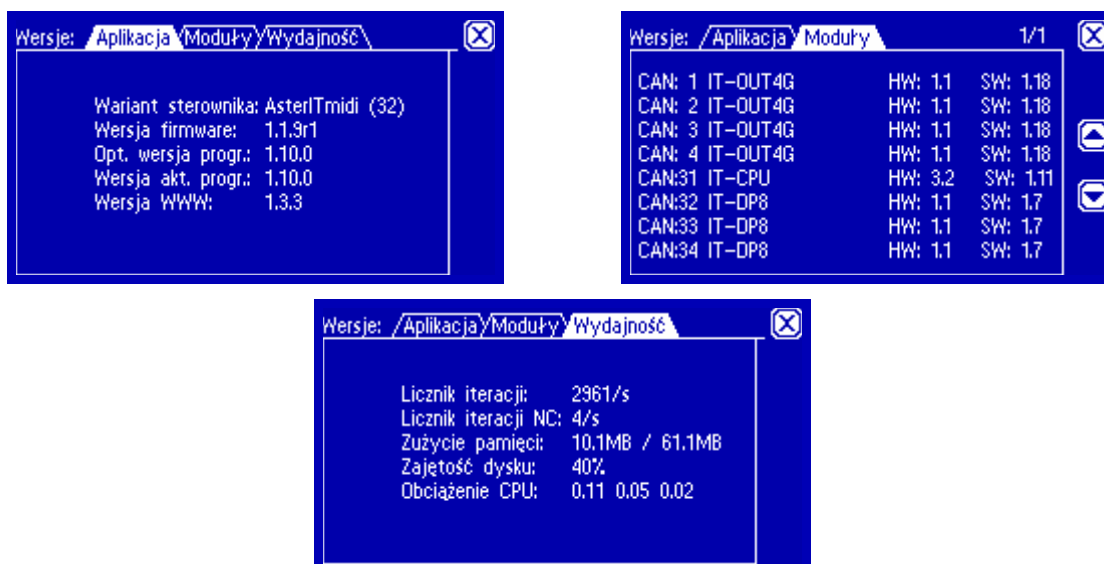 Wersje: Aplikacja Moduły Wydajność
Wariant sterownika: AsterITmidi (32)
Wersja firmware: 1.1.9r1
Opt. wersja progr.: 1.10.0
Wersja akt. progr.: 1.10.0
Wersja WWW: 1.3.3
Wersje: Aplikacja Moduły 1/1
CAN: 1 IT-OUT4G HW: 1.1 SW: 1.18
CAN: 2 IT-OUT4G HW: 1.1 SW: 1.18
CAN: 3 IT-OUT4G HW: 1.1 SW: 1.18
CAN: 4 IT-OUT4G HW: 1.1 SW: 1.18
CAN:31 IT-CPU HW: 3.2 SW: 1.11
CAN:32 IT-DP8 HW: 1.1 SW: 1.7
CAN:33 IT-DP8 HW: 1.1 SW: 1.7
CAN:34 IT-DP8 HW: 1.1 SW: 1.7
Wersje: Aplikacja Moduły Wydajność
Licznik iteracji: 2961/s
Licznik iteracji NC: 4/s
Zużycie pamięci: 10.1MB / 61.1MB
Zajętość dysku: 40%
Obciążenie CPU: 0.11 0.05 0.02